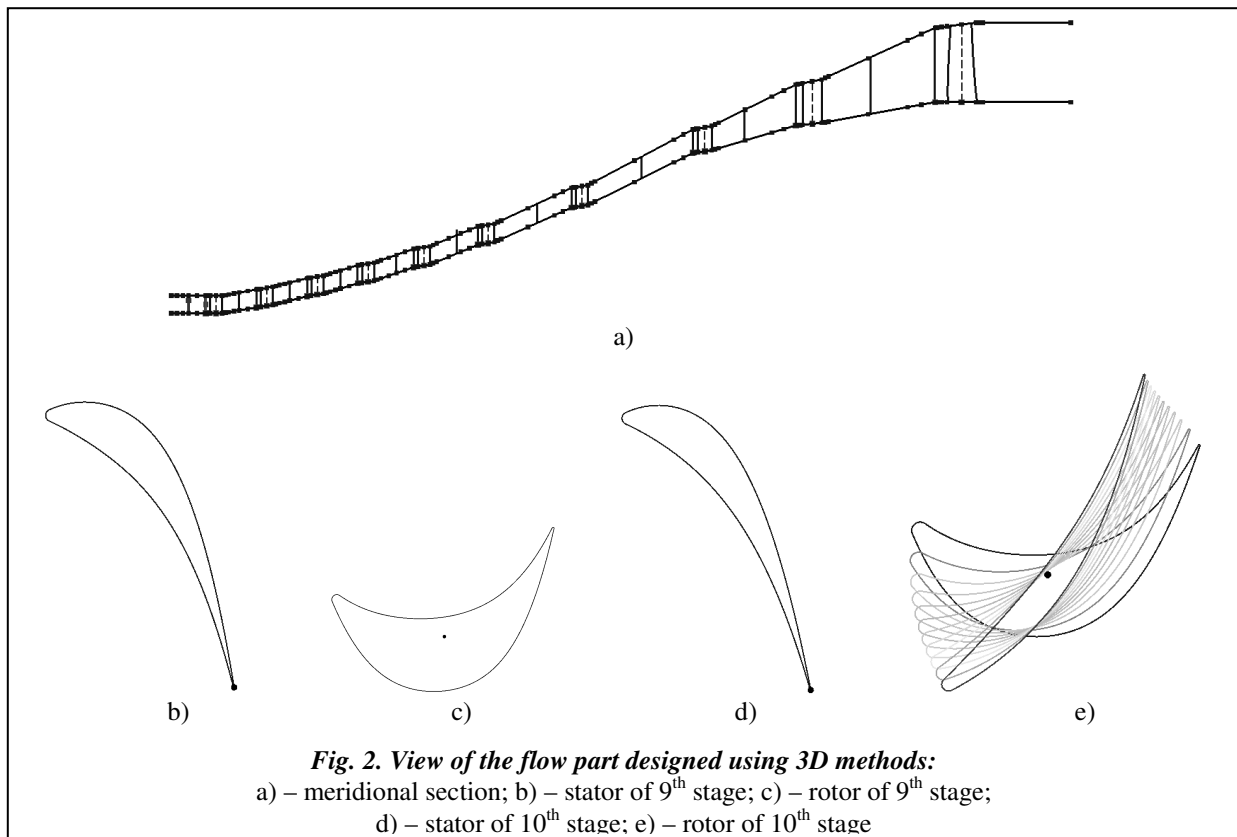 a)
b)
c)
d)
e)
Fig. 2. View of the flow part designed using 3D methods:
a) – meridional section; b) – stator of 9th stage; c) – rotor of 9th stage;
d) – stator of 10th stage; e) – rotor of 10th stage